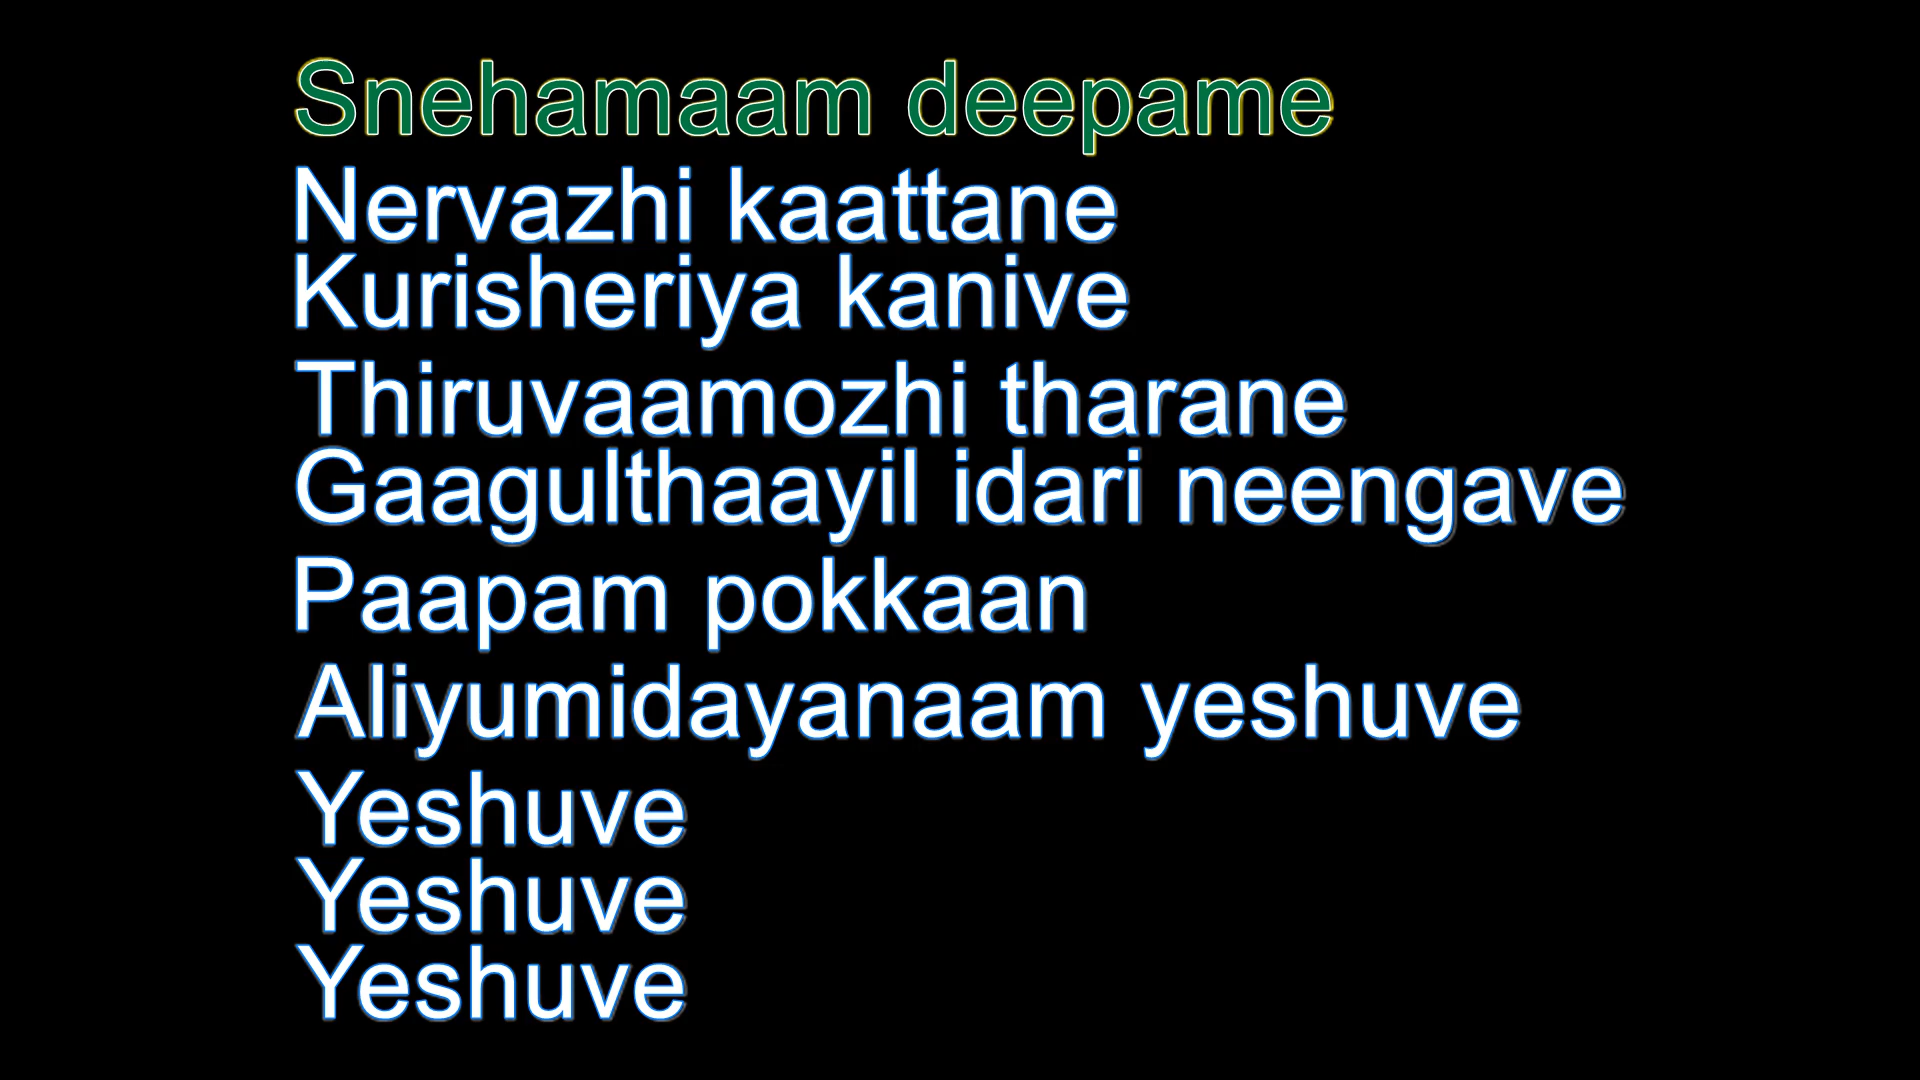 Snehamaam deepame
Nervazhi kaattane
Kurisheriya kanive
Thiruvaamozhi tharane
Gaagulthaayil idari neengave
Paapam pokkaan
Aliyumidayanaam yeshuve
Yeshuve
Yeshuve
Yeshuve